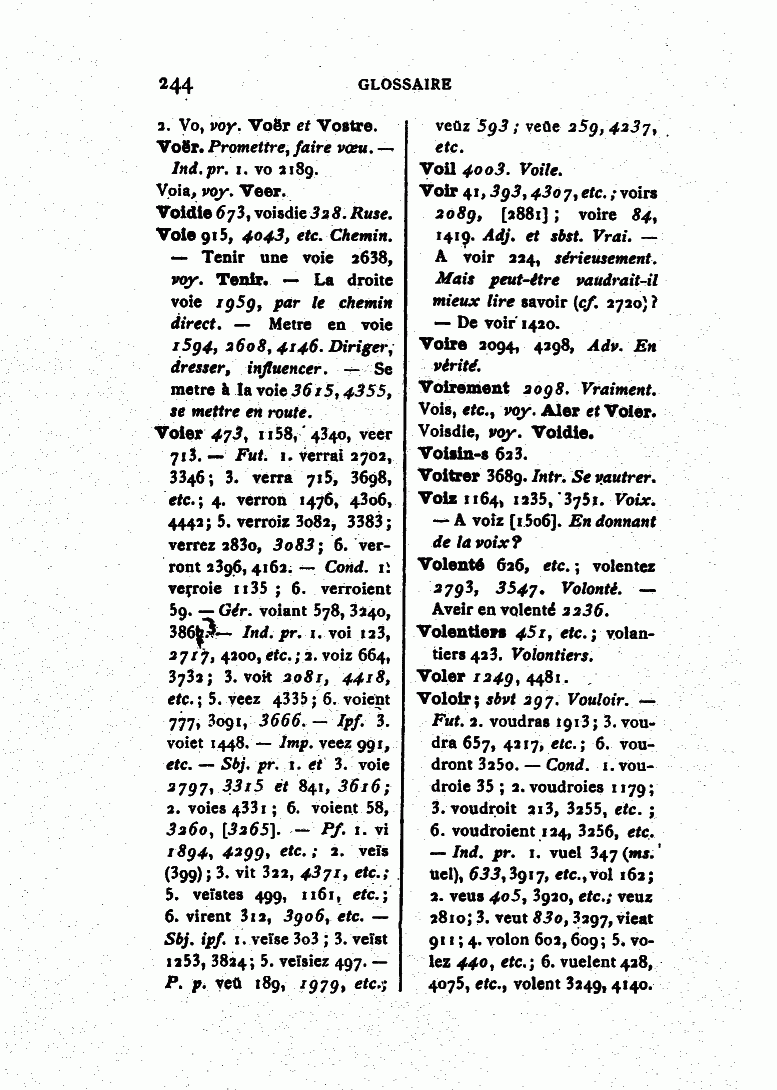 244 GLOSSAIRE
2. Vo, voy. Voër et Vostre.
Voër. Promettre, faire vœu. —
Ind. pr. 1. vo 2189.
Voia, voy. Veer.
Voidie 673, voisdie 328. Ruse.
Voie 915, 4043, etc. Chemin.
— Tenir une voie 2638,
voy. Tenir. — La droite
voie 1959, par le chemin
direct. — Metre en voie
1594, 2608, 4146. Diriger,
dresser, influencer. — Se
metre à la voie 3615, 4355,
se mettre en route.
Voier 473, 1158, 4340, veer
713. — Fut. 1. verrai 2702,
3346; 3. verra 715, 3698,
etc.; 4. verron 1476, 4306,
4442; 5. verroiz 3082, 3383;
verrez 2830, 3083; 6. ver-
ront 2396, 4162. — Cond. 1.
verroie 1135 ; 6. verroient
59. — Gér. voiant 578, 3240,
— Ind. pr. 1. voi 123,
2717, 4200, etc.; 2. voiz 664,
3732; 3. voit 2081, 4418,
etc.; 5. veez 4335; 6. voient
777, 3091, 3666. — Ipf. 3.
voiet 1448. — Imp. veez 991,
etc. — Sbj. pr. 1. et 3. voie
2797, 3315 et 841, 3616;
2. voies 4331; 6. voient 58,
3260, [3265]. — Pf. 1. vi
1894, 4299, etc.; 2. veïs
(399); 3. vit 322, 4371, etc.;
5. veïstes 499, 1161, etc.;
6. virent 312, 3906, etc. —
Sbj. ipf. 1. veïse 303 ; 3. veïst
1253, 3824; 5. veïsiez 497. —
P. p. veü 189, 1979, etc.;
veüz 593 ; veüe 259, 4237,
etc.
Voil 4003. Voile.
Voir 41, 393, 4307, etc. ; voirs
2089, [2881] ; voire 84,
1419. Adj. et sbst. Vrai. —
A voir 224, sérieusement.
Mais peut-être vaudrait-il
mieux lire savoir (cf. 2720) ?
— De voir 1420.
Voire 2094, 4298, Adv. En
vérité.
Voirement 2098. Vraiment.
Vois, etc., voy. Aler et Voler.
Voisdie, voy. Voidie.
Voisin-s 623.
Voitrer 3689. Intr. Se vautrer.
Voiz 1164, 1235, 3751. Voix.
— A voiz [1506]. En donnant
de la voix?
Volenté 626, etc.; volentez
2793, 3547. Volonté. —
Aveir en volenté 2236.
Volentiers 451, etc.; volan-
tiers 423. Volontiers.
Voler 1249, 4481.
Voloir; sbvt 297. Vouloir. —
Fut. 2. voudras 1913; 3. vou-
dra 657, 4217, etc.; 6. vou-
dront 3250. — Cond. 1. vou-
droie 35 ; 2. voudroies 1179;
3. voudroit 213, 3255, etc. ;
6. voudroient 124, 3256, etc.
— Ind. pr. 1. vuel 347 (ms.
uel), 633, 3917, etc., vol 162;
2. veus 405, 3920, etc.; veuz
2810; 3. veut 830, 3297, vieat
911; 4. volon 602, 609; 5. vo-
lez 440, etc.; 6. vuelent 428,
4075, etc., volent 3249, 4140.